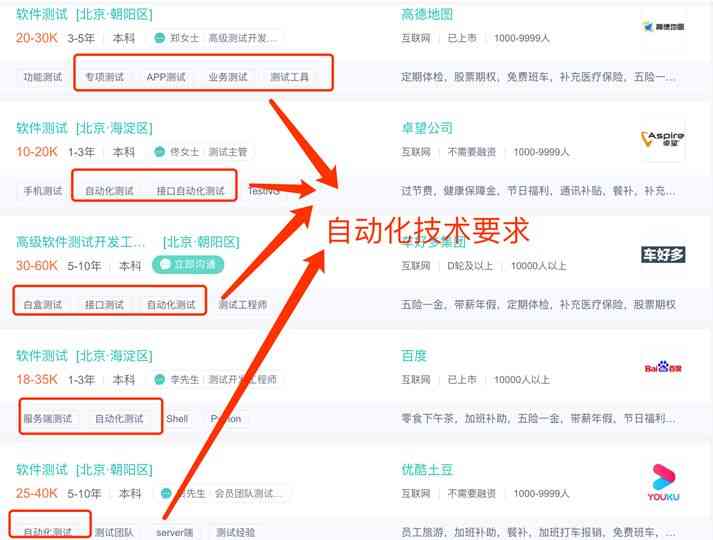 软件测试 [北京·朝阳区]
高德地图
高德地图
20-30K 3-5年 本科 郑女士 高级测试开发…
互联网 已上市 1000-9999人
功能测试 专项测试 APP测试 业务测试 测试工具
定期体检，股票期权，免费班车，补充医疗保险，五险一…
软件测试 [北京·海淀区]
卓望公司
Aspire
卓望
10-20K 1-3年 本科 佟女士 测试主管
互联网 不需要融资 1000-9999人
手机测试 自动化测试 接口自动化测试 TestNG
过节费，健康保障金，节日福利，通讯补贴，餐补，补充…
自动化技术要求
高级软件测试开发工… [北京·朝阳区]
车好多集团
车好多
30-60K 5-10年 本科 立即沟通
互联网 D轮及以上 10000人以上
白盒测试 接口测试 自动化测试 测试工程师
五险一金，带薪年假，定期体检，补充医疗保险，股票期权
软件测试 [北京·海淀区]
百度
Bai 百度
18-35K 1-3年 本科 李先生 测试开发工程师
互联网 已上市 10000人以上
服务端测试 自动化测试 Shell Python
零食下午茶，加班补助，五险一金，带薪年假，节日福利…
软件测试 [北京·朝阳区]
优酷土豆
YOUKU
25-40K 5-10年 本科 先生 会员团队测试…
互联网 不需要融资 1000-9999人
自动化测试 测试团队 server端 测试经验
员工旅游，加班补助，餐补，加班打车报销，免费班车，…